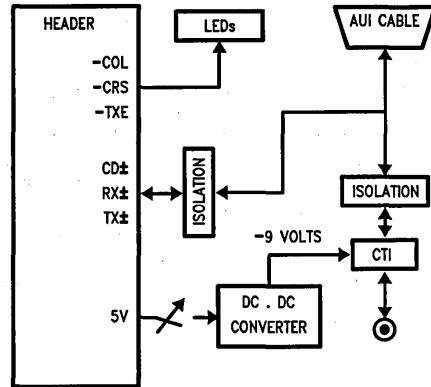 HEADER
LEDs
AUI CABLE
-COL
-CRS
-TXE
CD±
RX±
TX±
ISOLATION
ISOLATION
-9 VOLTS
CTI
5V
DC . DC
CONVERTER